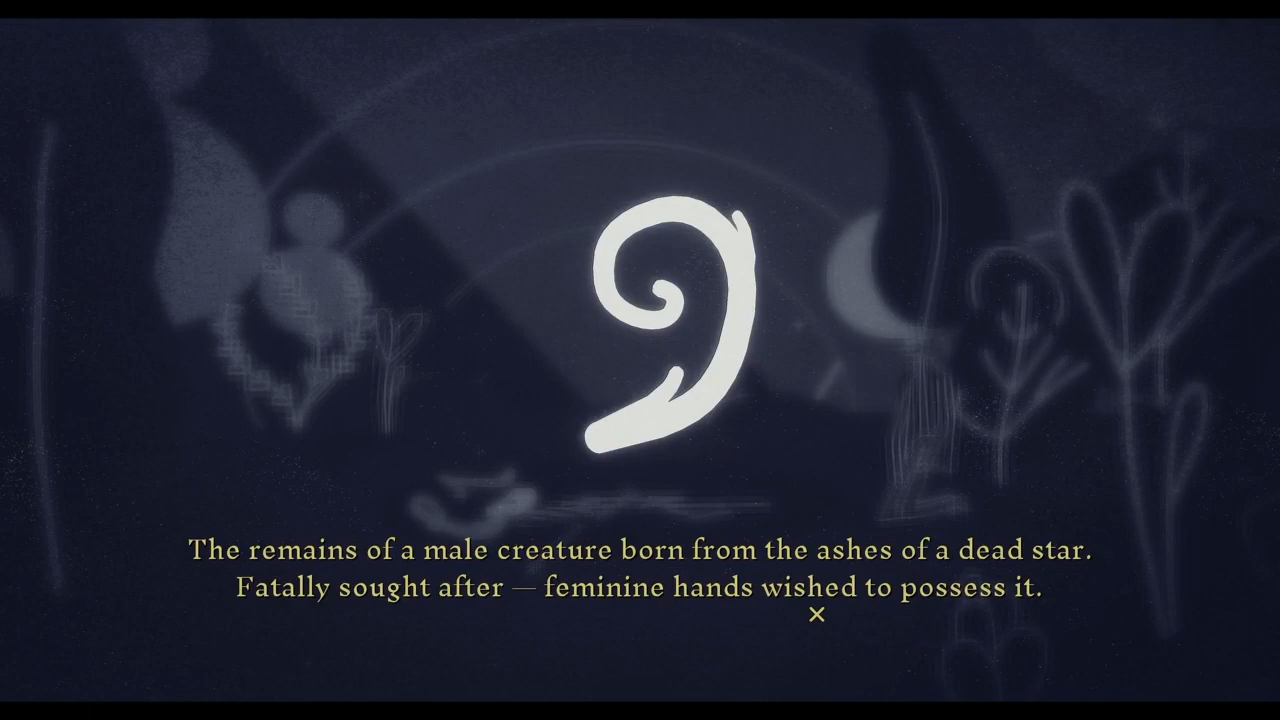 The remains of a male creature born from the ashes of a dead star.
Fatally sought after — feminine hands wished to possess it.